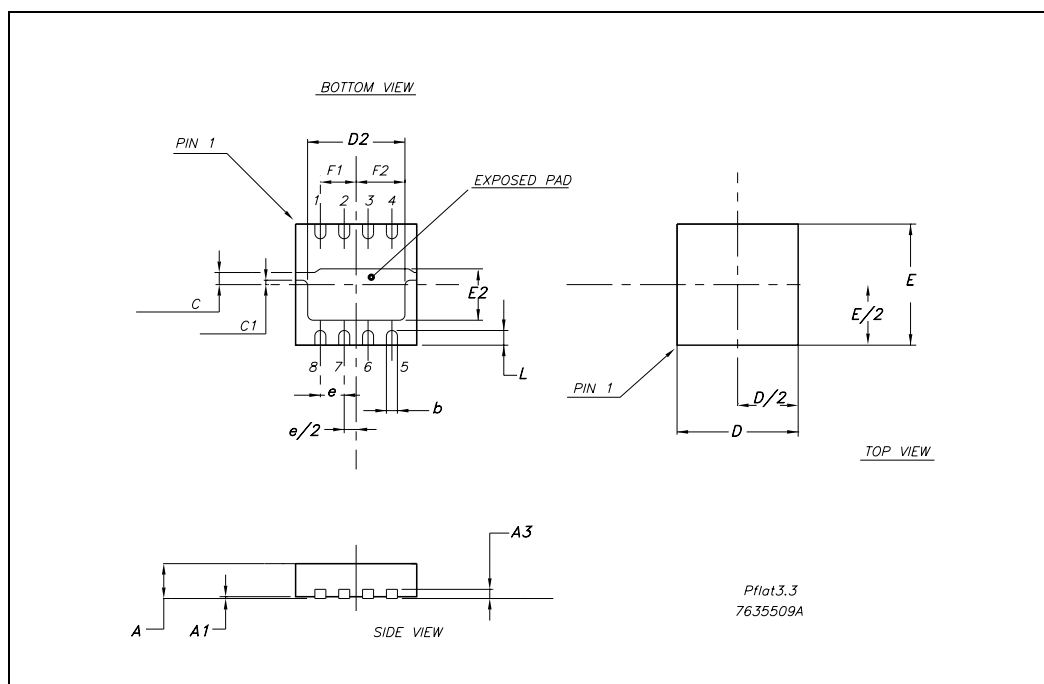 BOTTOM VIEW
PIN 1
D2
F1 F2
EXPOSED PAD
1 2 3 4
C
C1
E2
E
E/2
L
8 7 6 5
e
b
e/2
PIN 1
D/2
D
TOP VIEW
A3
A
A1
SIDE VIEW
Pflat3.3
7635509A